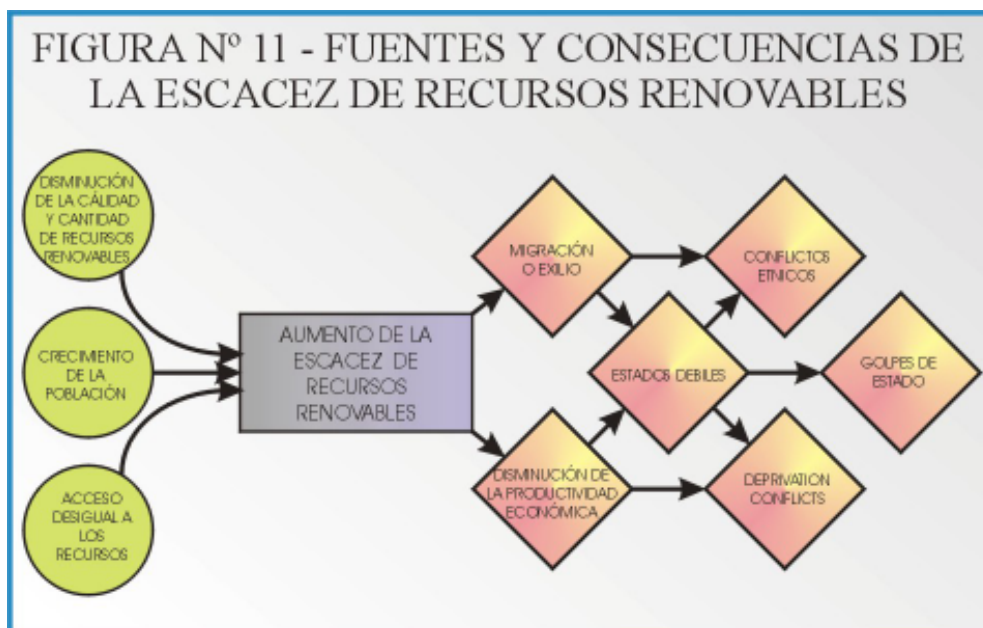 FIGURA Nº 11 - FUENTES Y CONSECUENCIAS DE
LA ESCACEZ DE RECURSOS RENOVABLES
DISMINUCIÓN
DE LA CÁLIDAD
Y CANTIDAD
DE RECURSOS
RENOVABLES
CRECIMIENTO
DE LA
POBLACIÓN
ACCESO
DESIGUAL A
LOS
RECURSOS
AUMENTO DE LA
ESCACEZ DE
RECURSOS
RENOVABLES
MIGRACIÓN
O EXILIO
DISMINUCIÓN DE
LA PRODUCTIVIDAD
ECONÓMICA
ESTADOS DEBILES
CONFLICTOS
ETNICOS
GOLPES DE
ESTADO
DEPRIVATION
CONFLICTS